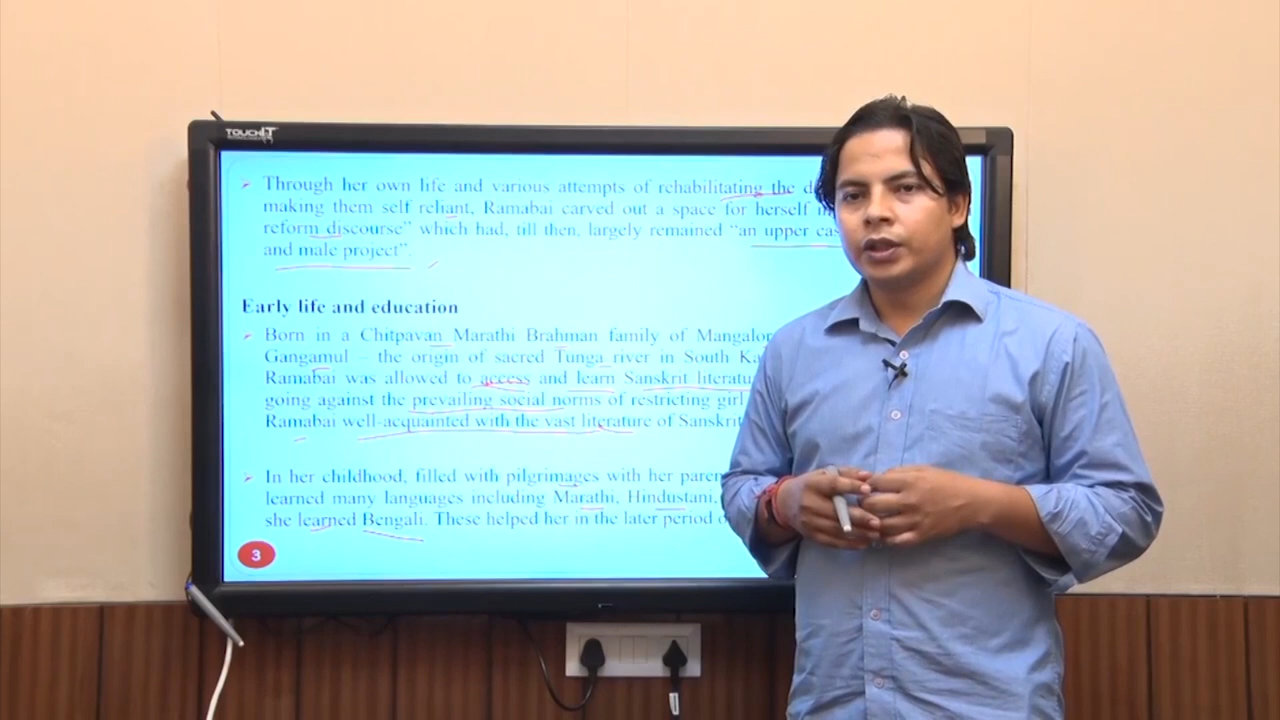 TOUCHIT
Through her own life and various attempts of rehabilitating the
making them self reliant, Ramabai carved out a space for herself
reform discourse" which had, till then, largely remained "an upper
and male project".
Early life and education
Born in a Chitpavan Marathi Brahman family of
Gangamul – the origin of sacred Tunga river in South
Ramabai was allowed to access and learn Sanskrit
going against the prevailing social norms of restricting girl
Ramabai well-acquainted with the vast literature of Sanskrit
In her childhood, filled with pilgrimages with her
learned many languages including Marathi, Hindustani,
she learned Bengali. These helped her in the later period
3